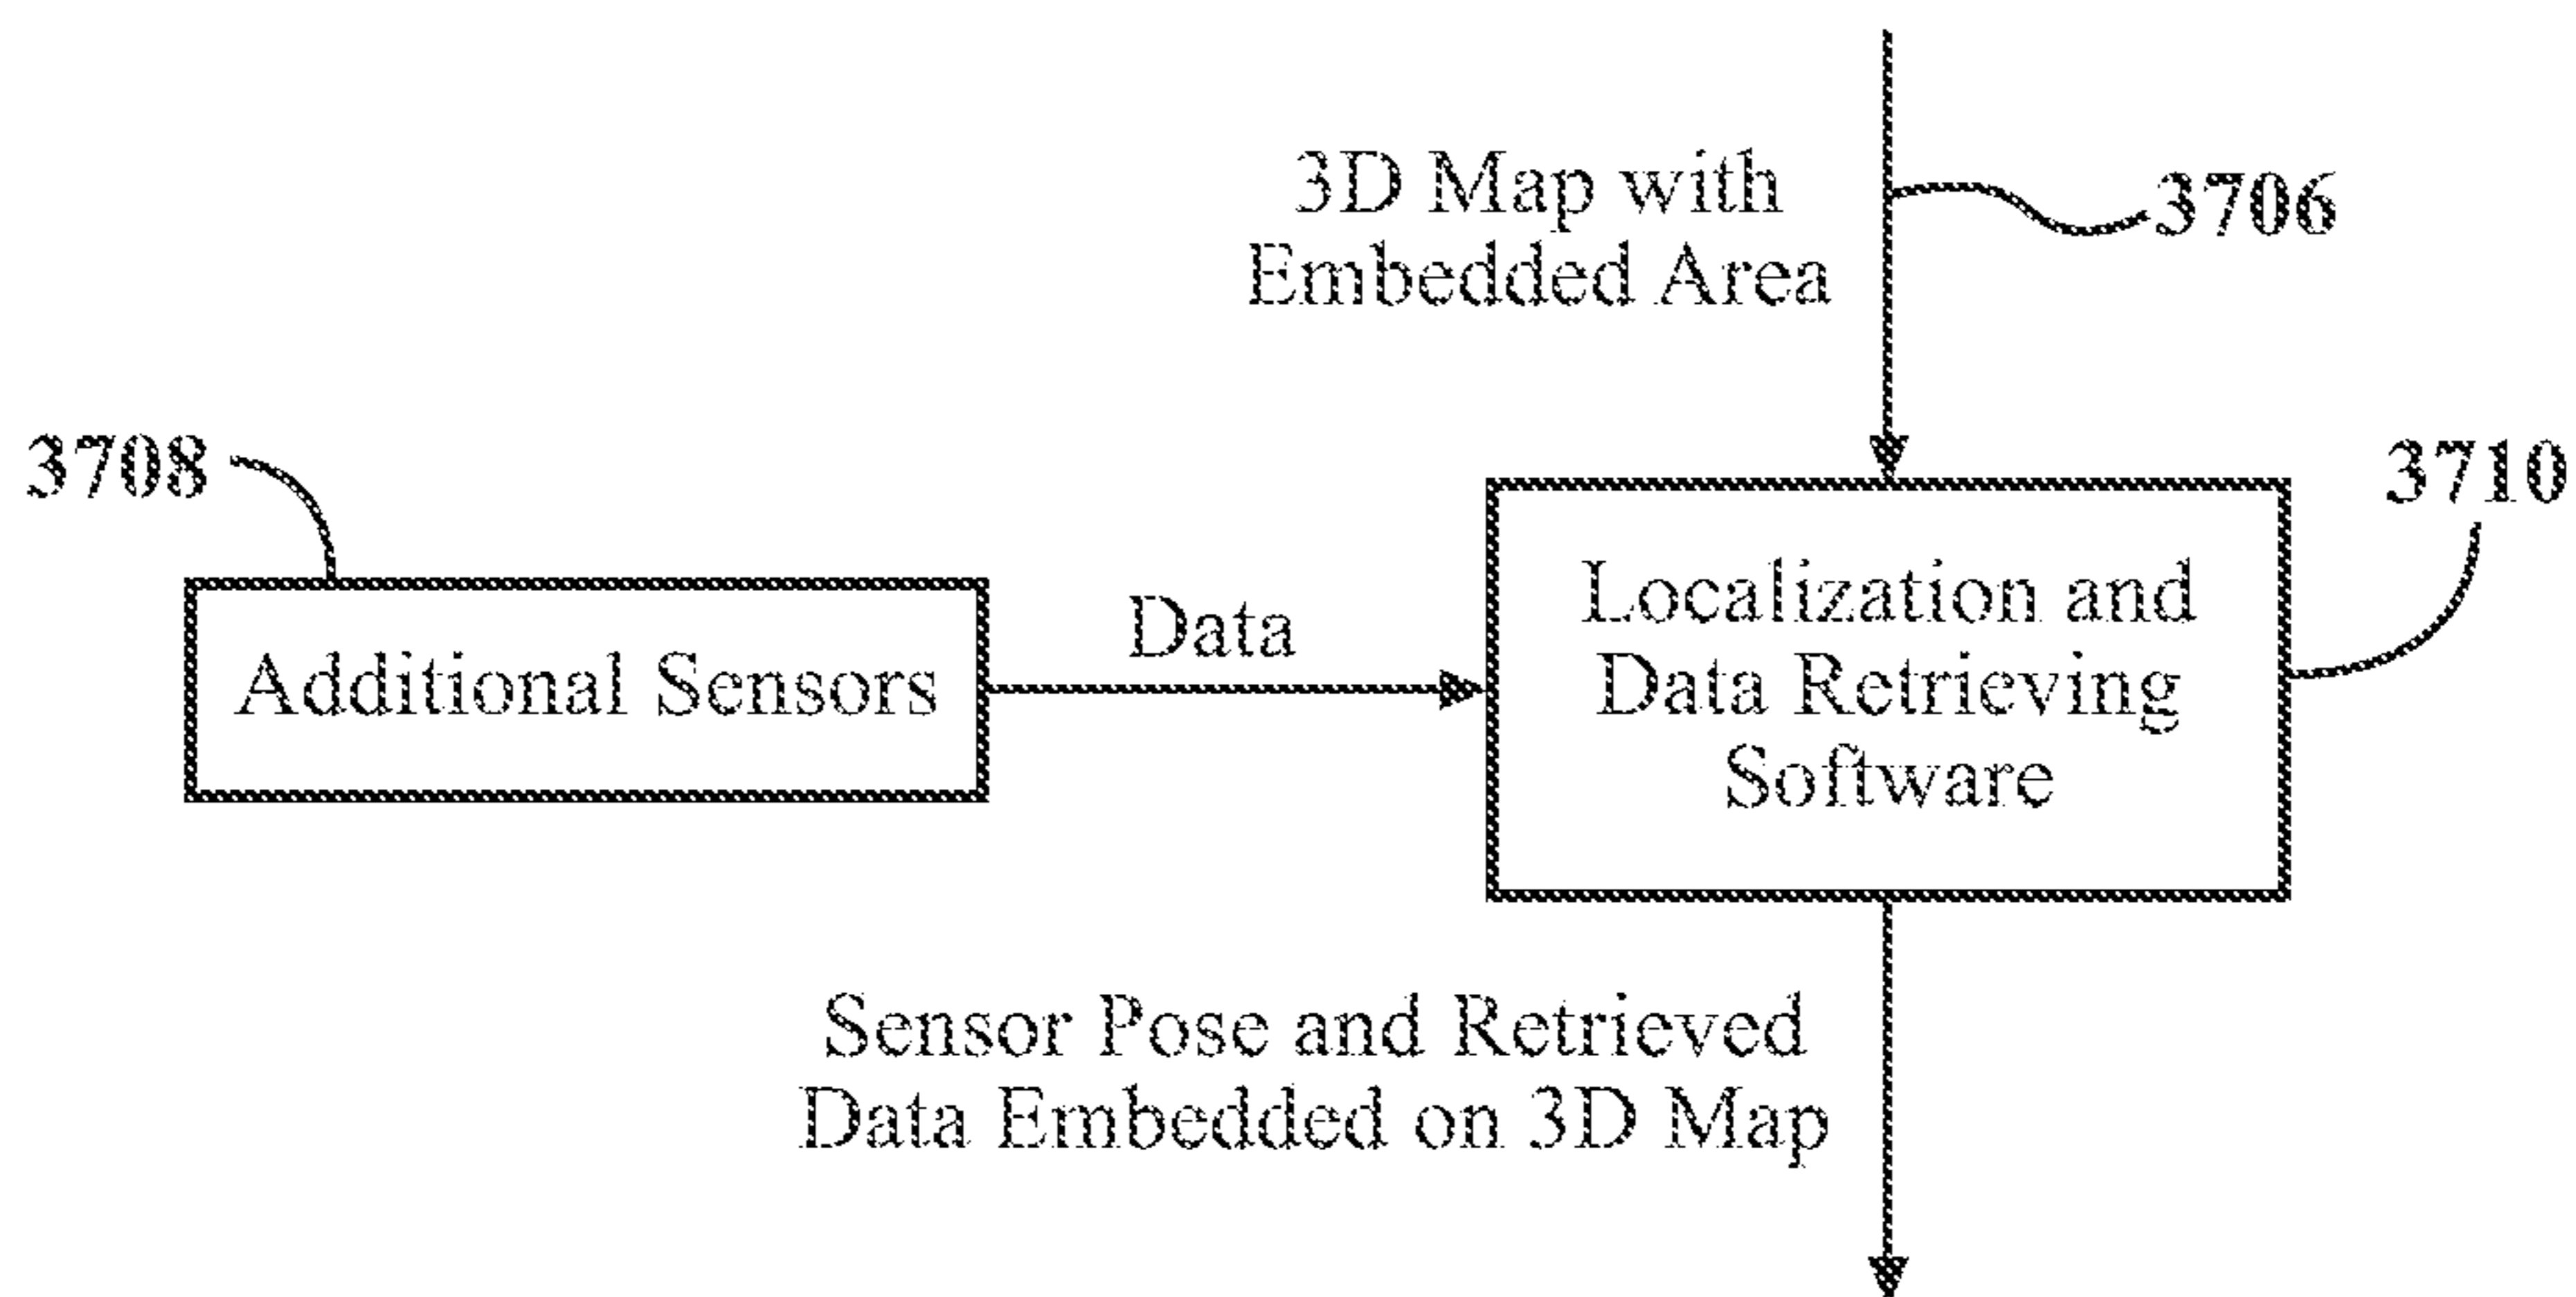 3D Map with
Embedded Area
3706
3708
3710
Additional Sensors
Data
Localization and
Data Retrieving
Software
Sensor Pose and Retrieved
Data Embedded on 3D Map